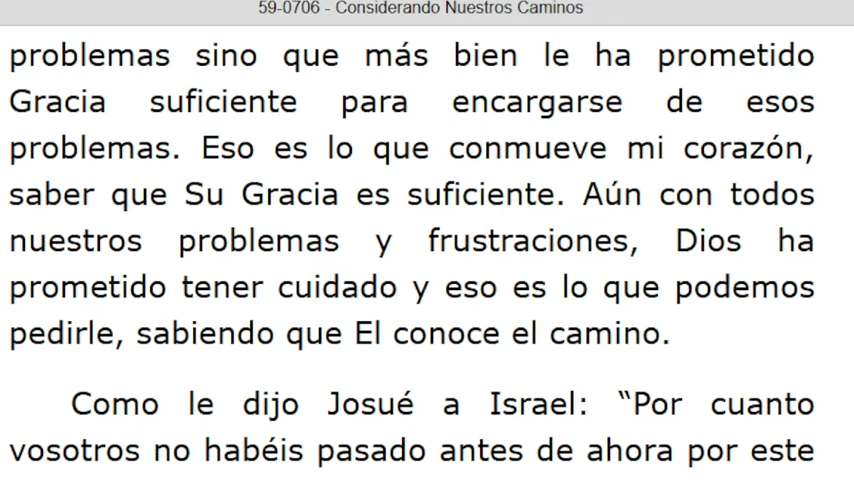 59-0706 - Considerando Nuestros Caminos
problemas sino que más bien le ha prometido
Gracia suficiente para encargarse de esos
problemas. Eso es lo que conmueve mi corazón,
saber que Su Gracia es suficiente. Aún con todos
nuestros problemas y frustraciones, Dios ha
prometido tener cuidado y eso es lo que podemos
pedirle, sabiendo que El conoce el camino.
Como le dijo Josué a Israel: “Por cuanto
vosotros no habéis pasado antes de ahora por este